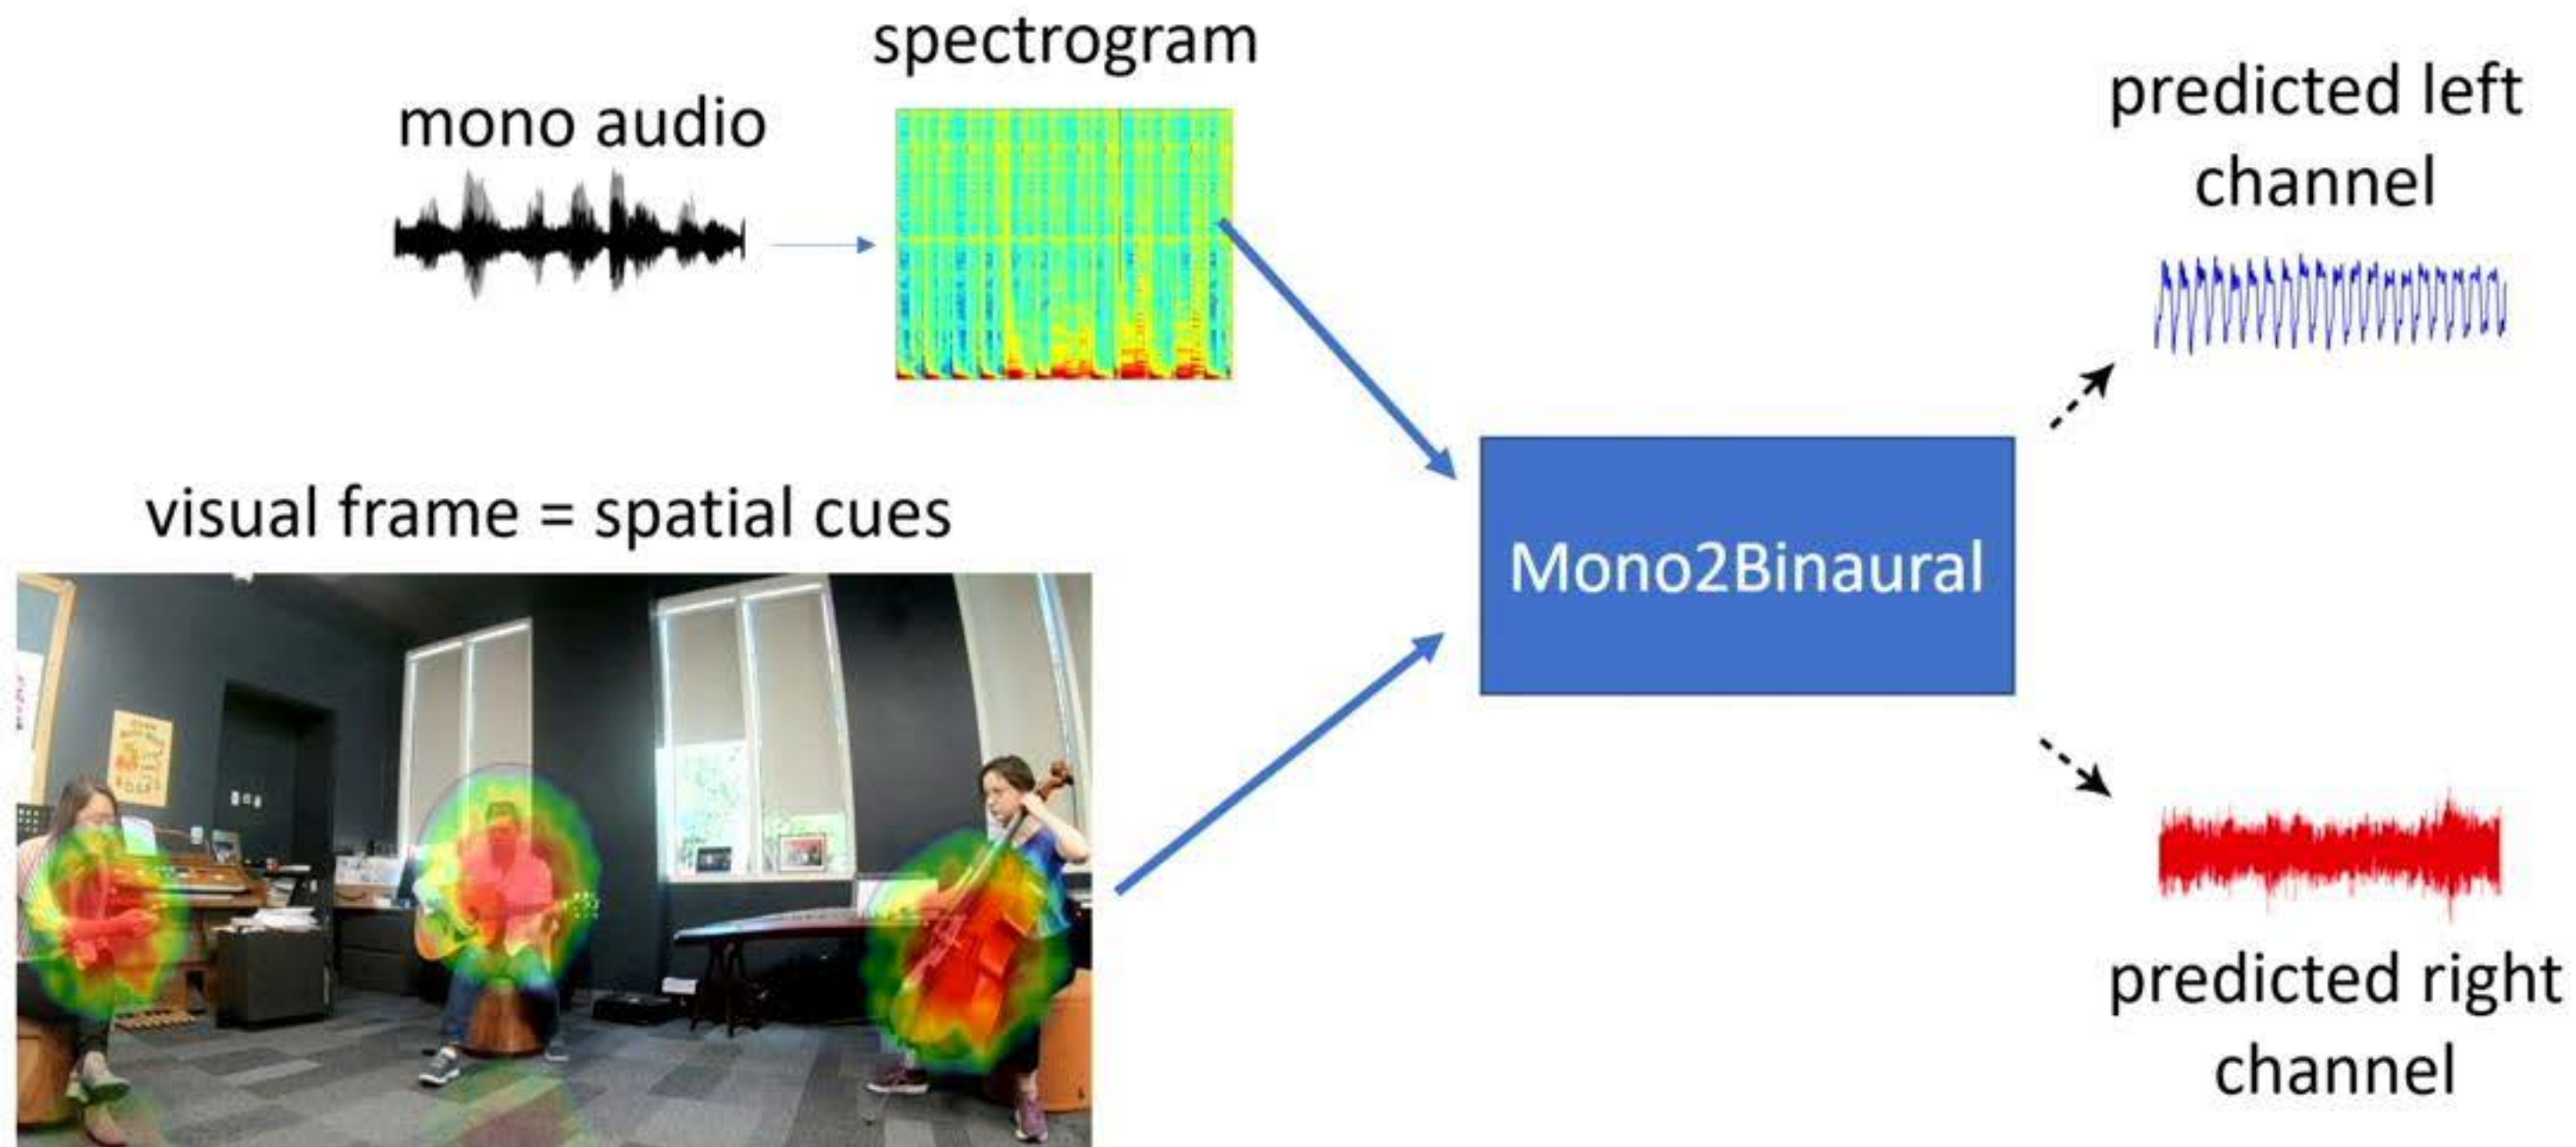 spectrogram
mono audio
predicted left
channel
visual frame = spatial cues
Mono2Binaural
predicted right
channel